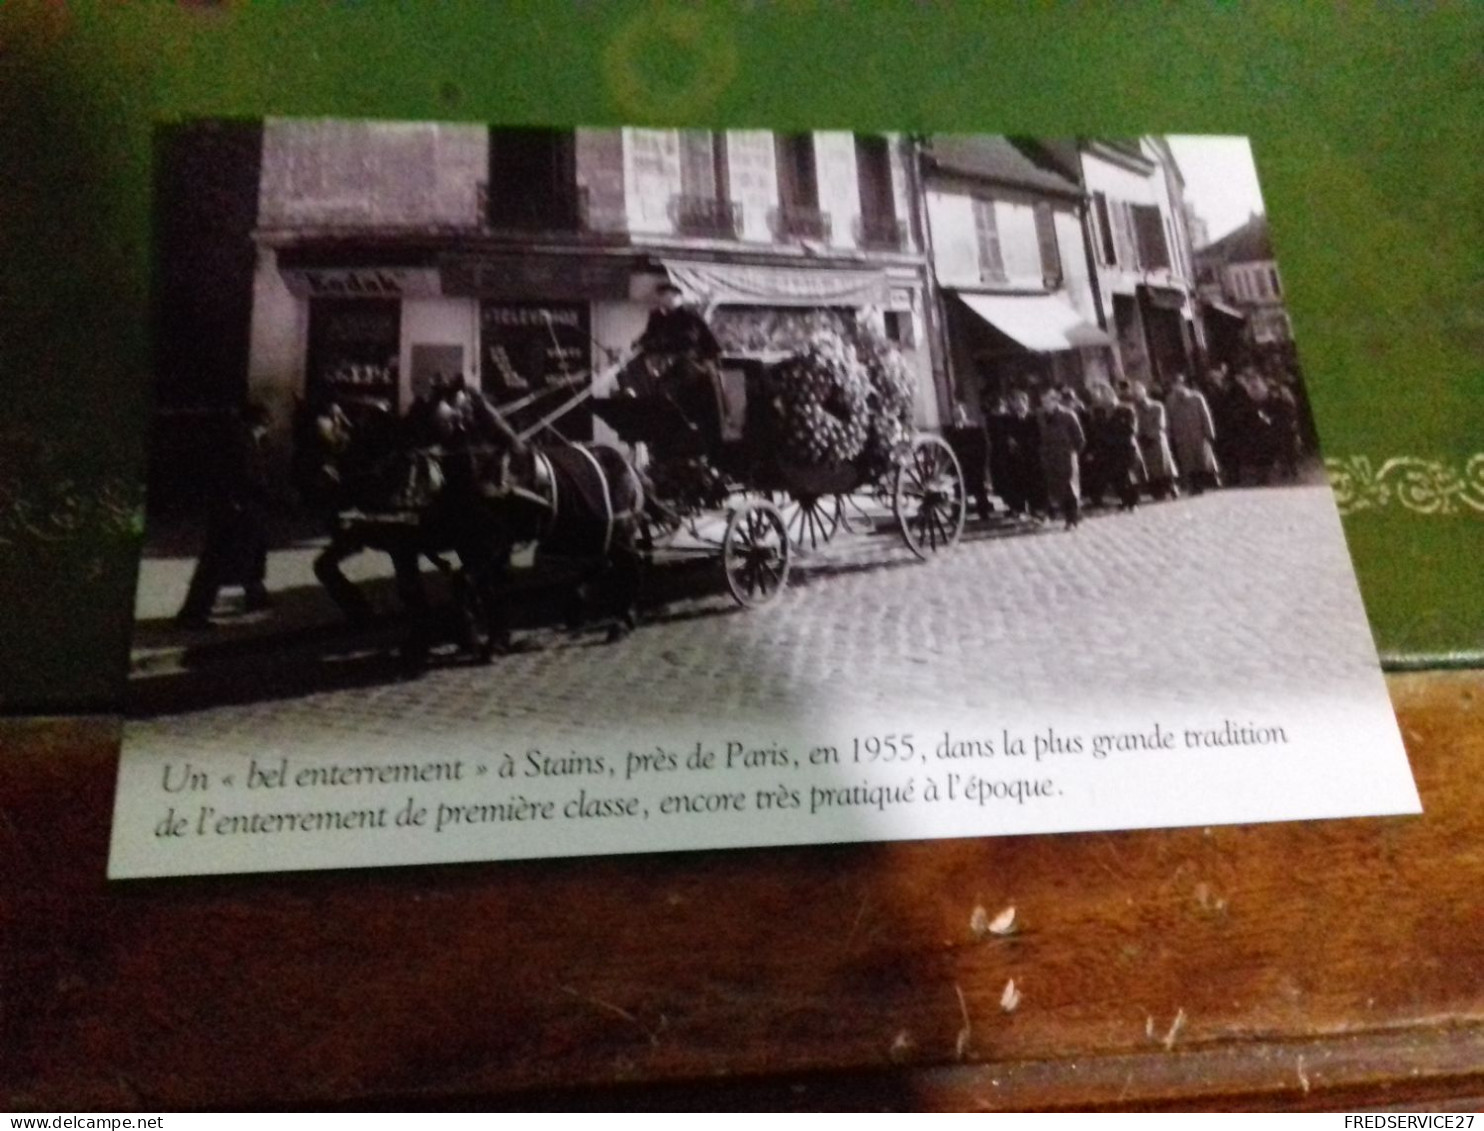 Kodak
TELEVISION
Un « bel enterrement » à Stains, près de Paris, en 1955, dans la plus grande tradition
de l'enterrement de première classe, encore très pratiqué à l'époque.
www.delcampe.net
FREDSERVICE27